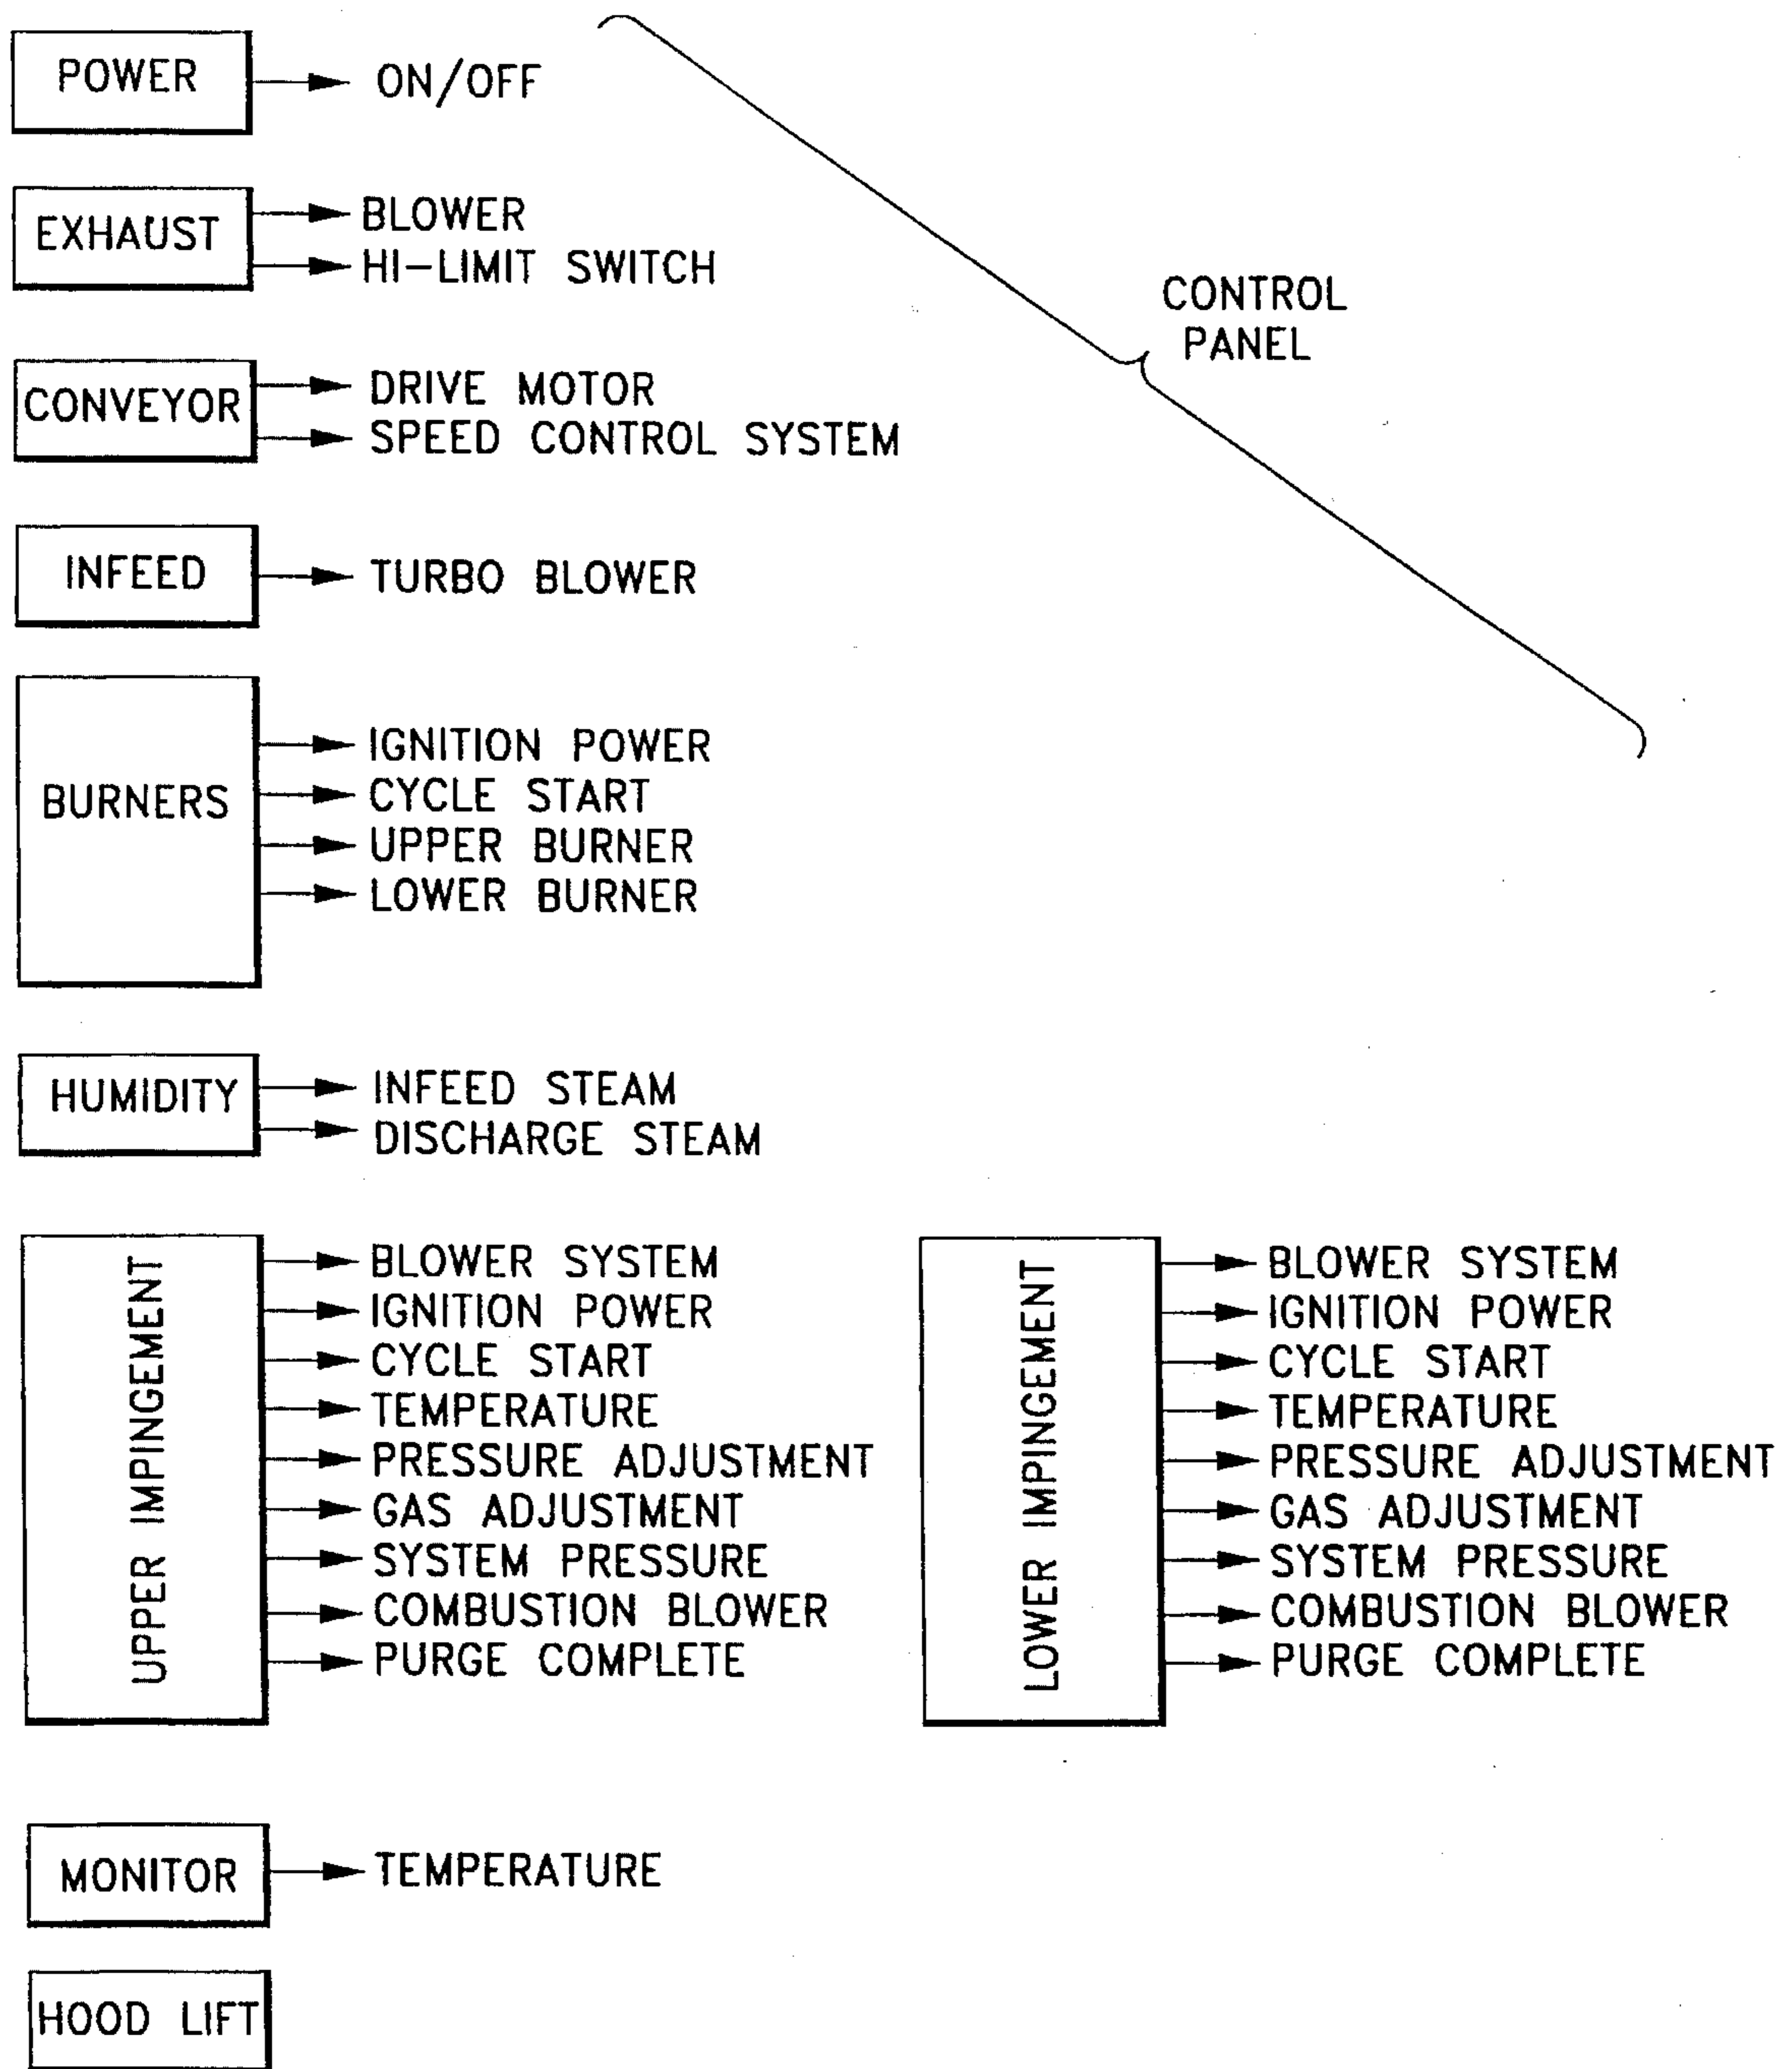 POWER
ON/OFF
EXHAUST
BLOWER
HI-LIMIT SWITCH
CONTROL
PANEL
CONVEYOR
DRIVE MOTOR
SPEED CONTROL SYSTEM
INFEED
TURBO BLOWER
BURNERS
IGNITION POWER
CYCLE START
UPPER BURNER
LOWER BURNER
HUMIDITY
INFEED STEAM
DISCHARGE STEAM
UPPER IMPINGEMENT
BLOWER SYSTEM
IGNITION POWER
CYCLE START
TEMPERATURE
PRESSURE ADJUSTMENT
GAS ADJUSTMENT
SYSTEM PRESSURE
COMBUSTION BLOWER
PURGE COMPLETE
LOWER IMPINGEMENT
BLOWER SYSTEM
IGNITION POWER
CYCLE START
TEMPERATURE
PRESSURE ADJUSTMENT
GAS ADJUSTMENT
SYSTEM PRESSURE
COMBUSTION BLOWER
PURGE COMPLETE
MONITOR
TEMPERATURE
HOOD LIFT